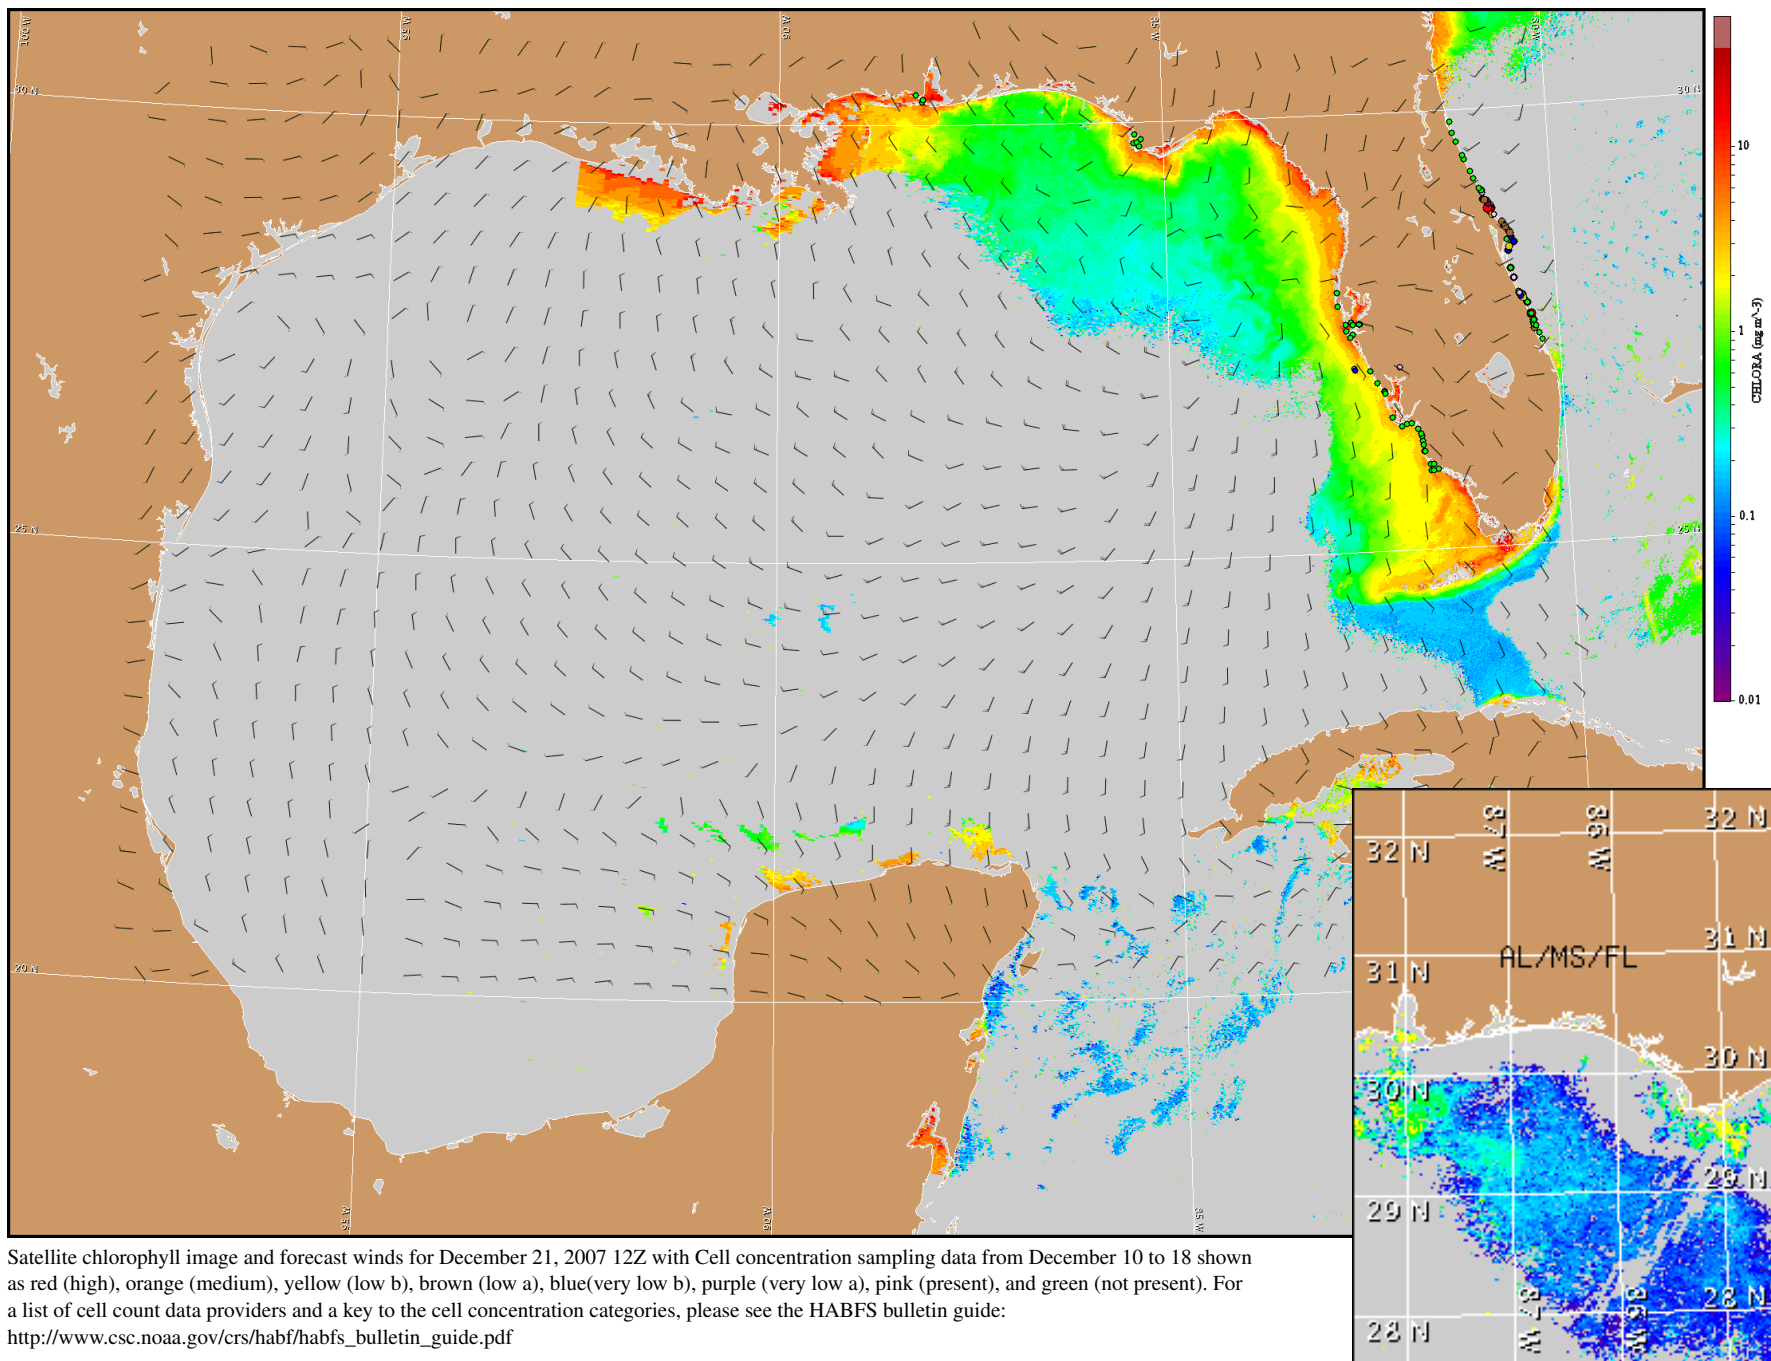 100 W
95 W
90 W
85 W
80 W
30 N
30 N
25 N
25 N
20 N
95 W
90 W
85 W
10
1
0.1
0.01
CHLORA (mg m^-3)
87 W
86 W
32 N
32 N
31 N
AL/MS/FL
31 N
30 N
30 N
29 N
29 N
28 N
87 W
86 W
28 N
Satellite chlorophyll image and forecast winds for December 21, 2007 12Z with Cell concentration sampling data from December 10 to 18 shown
as red (high), orange (medium), yellow (low b), brown (low a), blue(very low b), purple (very low a), pink (present), and green (not present). For
a list of cell count data providers and a key to the cell concentration categories, please see the HABFS bulletin guide:
http://www.csc.noaa.gov/crs/habf/habfs_bulletin_guide.pdf